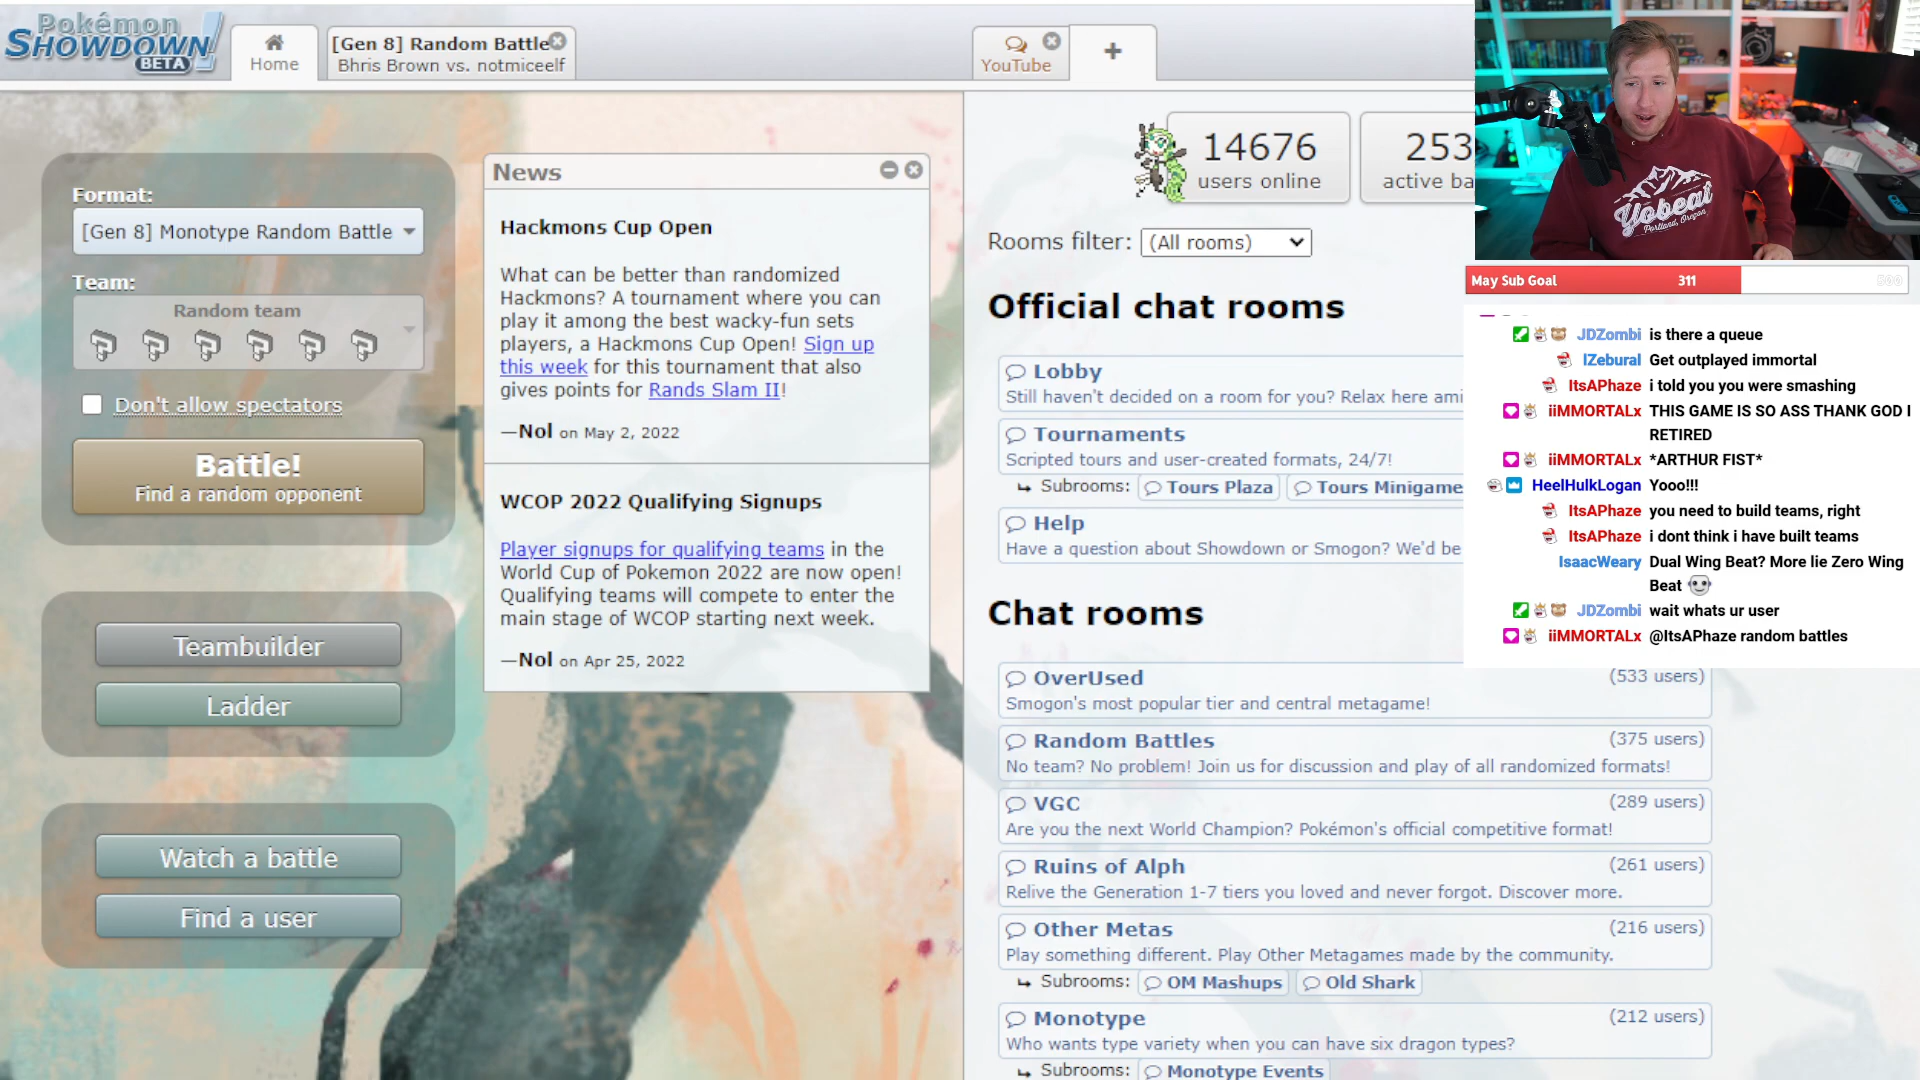 Pokémon
SHOWDOWN!
BETA
Home
[Gen 8] Random Battle
Bhris Brown vs. notmiceelf
YouTube
+
Format:
[Gen 8] Monotype Random Battle
Team:
Random team
Don't allow spectators
Battle!
Find a random opponent
Teambuilder
Ladder
Watch a battle
Find a user
News
Hackmons Cup Open
What can be better than randomized
Hackmons? A tournament where you can
play it among the best wacky-fun sets
players, a Hackmons Cup Open! Sign up
this week for this tournament that also
gives points for Rands Slam II!
—Nol on May 2, 2022
WCOP 2022 Qualifying Signups
Player signups for qualifying teams in the
World Cup of Pokemon 2022 are now open!
Qualifying teams will compete to enter the
main stage of WCOP starting next week.
—Nol on Apr 25, 2022
14676
users online
253
active ba
Rooms filter: (All rooms)
Official chat rooms
Lobby
Still haven't decided on a room for you? Relax here ami
Tournaments
Scripted tours and user-created formats, 24/7!
Subrooms: Tours Plaza Tours Minigame
Help
Have a question about Showdown or Smogon? We'd be
Chat rooms
OverUsed (533 users)
Smogon's most popular tier and central metagame!
Random Battles (375 users)
No team? No problem! Join us for discussion and play of all randomized formats!
VGC (289 users)
Are you the next World Champion? Pokémon's official competitive format!
Ruins of Alph (261 users)
Relive the Generation 1-7 tiers you loved and never forgot. Discover more.
Other Metas (216 users)
Play something different. Play Other Metagames made by the community.
Subrooms: OM Mashups Old Shark
Monotype (212 users)
Who wants type variety when you can have six dragon types?
Subrooms: Monotype Events
Yobeat
Portland, Oregon
May Sub Goal 311 500
JDZombi is there a queue
IZebural Get outplayed immortal
ItsAPhaze i told you you were smashing
iiMMORTALx THIS GAME IS SO ASS THANK GOD I
RETIRED
iiMMORTALx *ARTHUR FIST*
HeelHulkLogan Yooo!!!
ItsAPhaze you need to build teams, right
ItsAPhaze i dont think i have built teams
IsaacWeary Dual Wing Beat? More lie Zero Wing
Beat
JDZombi wait whats ur user
iiMMORTALx @ItsAPhaze random battles